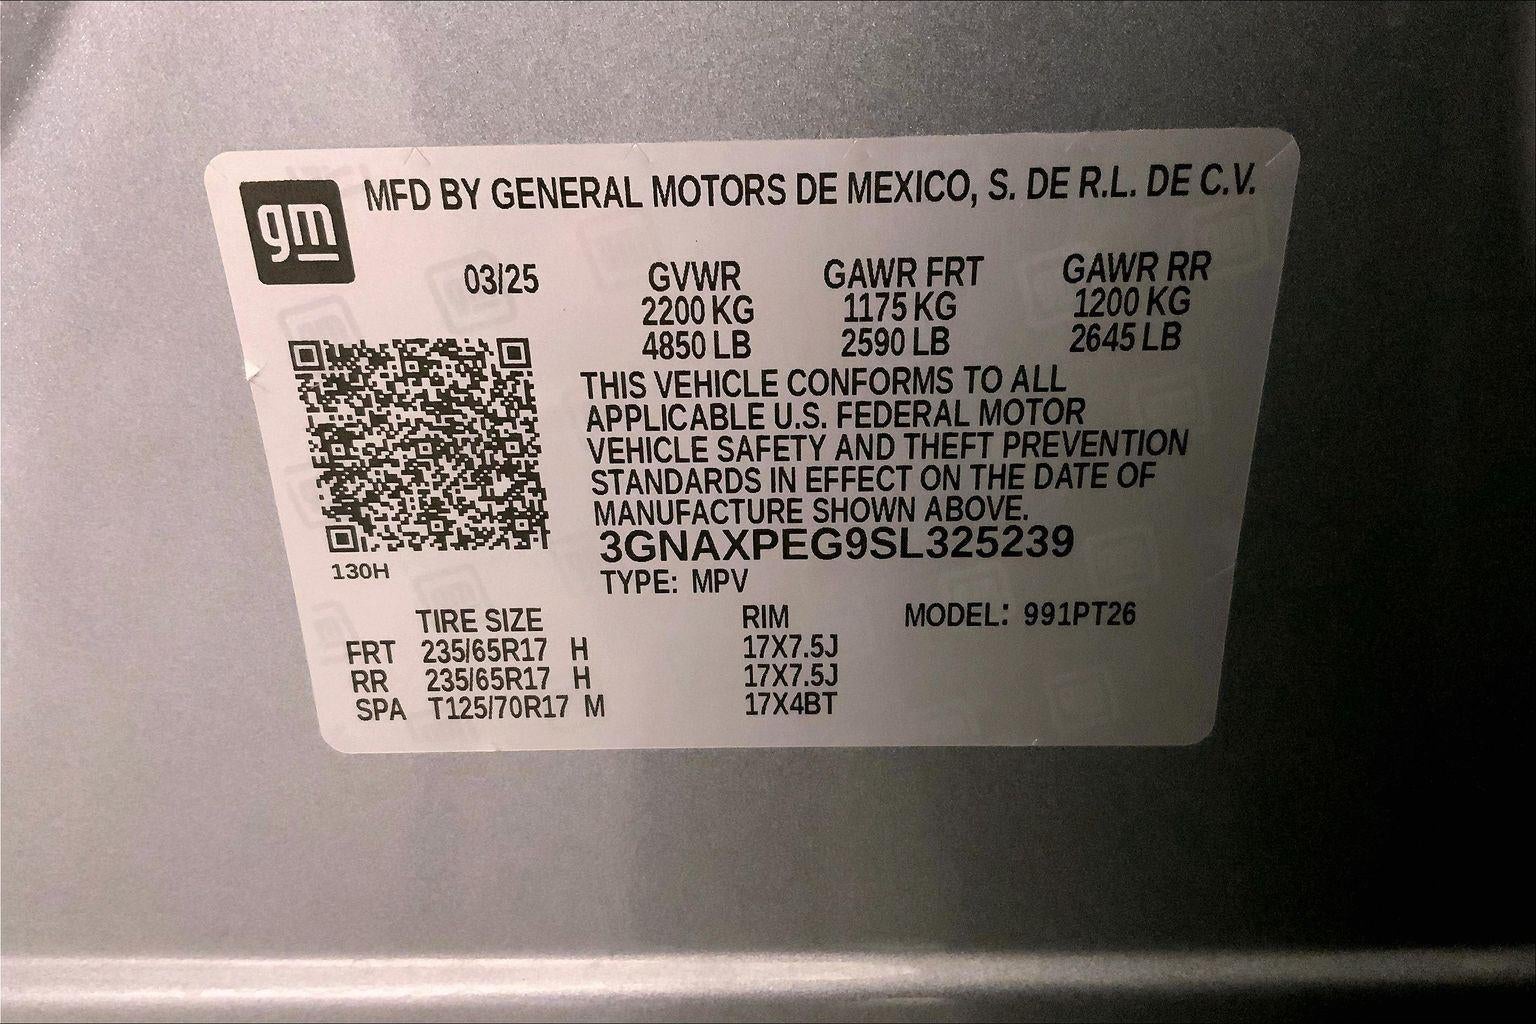 gm MFD BY GENERAL MOTORS DE MEXICO, S. DE R.L. DE C.V.
03/25 GVWR GAWR FRT GAWR RR
2200 KG 1175 KG 1200 KG
4850 LB 2590 LB 2645 LB
THIS VEHICLE CONFORMS TO ALL
APPLICABLE U.S. FEDERAL MOTOR
VEHICLE SAFETY AND THEFT PREVENTION
STANDARDS IN EFFECT ON THE DATE OF
MANUFACTURE SHOWN ABOVE.
3GNAXPEG9SL325239
130H TYPE: MPV
TIRE SIZE RIM MODEL: 991PT26
FRT 235/65R17 H 17X7.5J
RR 235/65R17 H 17X7.5J
SPA T125/70R17 M 17X4BT